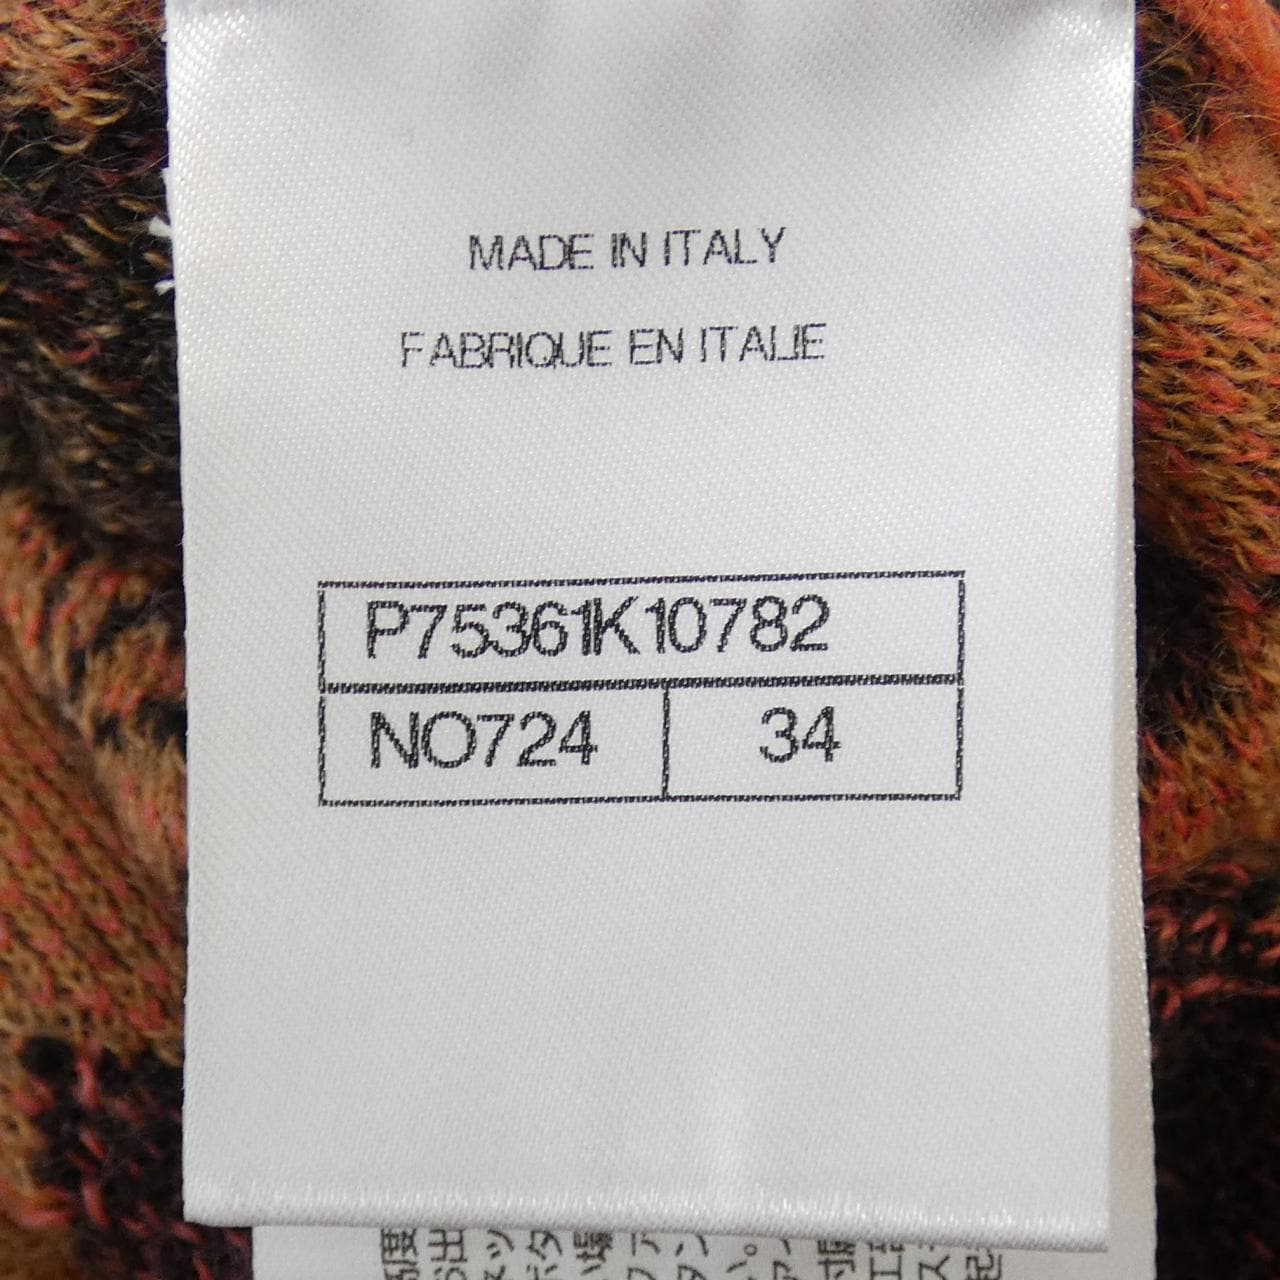 MADE IN ITALY
FABRIQUE EN ITALIE
P75361K10782
NO724 34